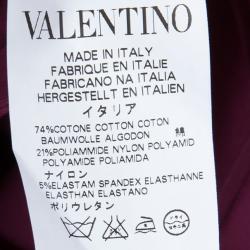 VALENTINO
MADE IN ITALY
FABRIQUE EN ITALIE
FABRICANO NA ITALIA
HERGESTELLT EN ITALIEN
イタリア
74%COTONE COTTON COTON
BAUMWOLLE ALGODON 綿
21%POLIAMMIDE NYLON POLYAMID
POLYAMIDE POLIAMIDA
ナイロン
5%ELASTAM SPANDEX ELASTHANNE
ELASTHAN ELASTANO
ポリウレタン